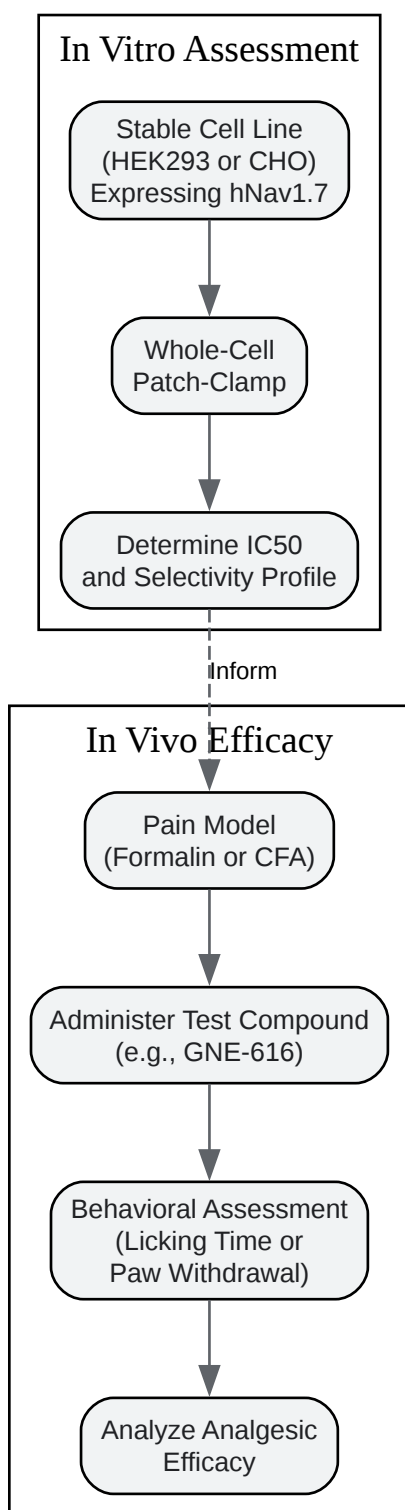 In Vitro Assessment
Stable Cell Line
(HEK293 or CHO)
Expressing hNav1.7
Whole-Cell
Patch-Clamp
Determine IC50
and Selectivity Profile
Inform
In Vivo Efficacy
Pain Model
(Formalin or CFA)
Administer Test Compound
(e.g., GNE-616)
Behavioral Assessment
(Licking Time or
Paw Withdrawal)
Analyze Analgesic
Efficacy